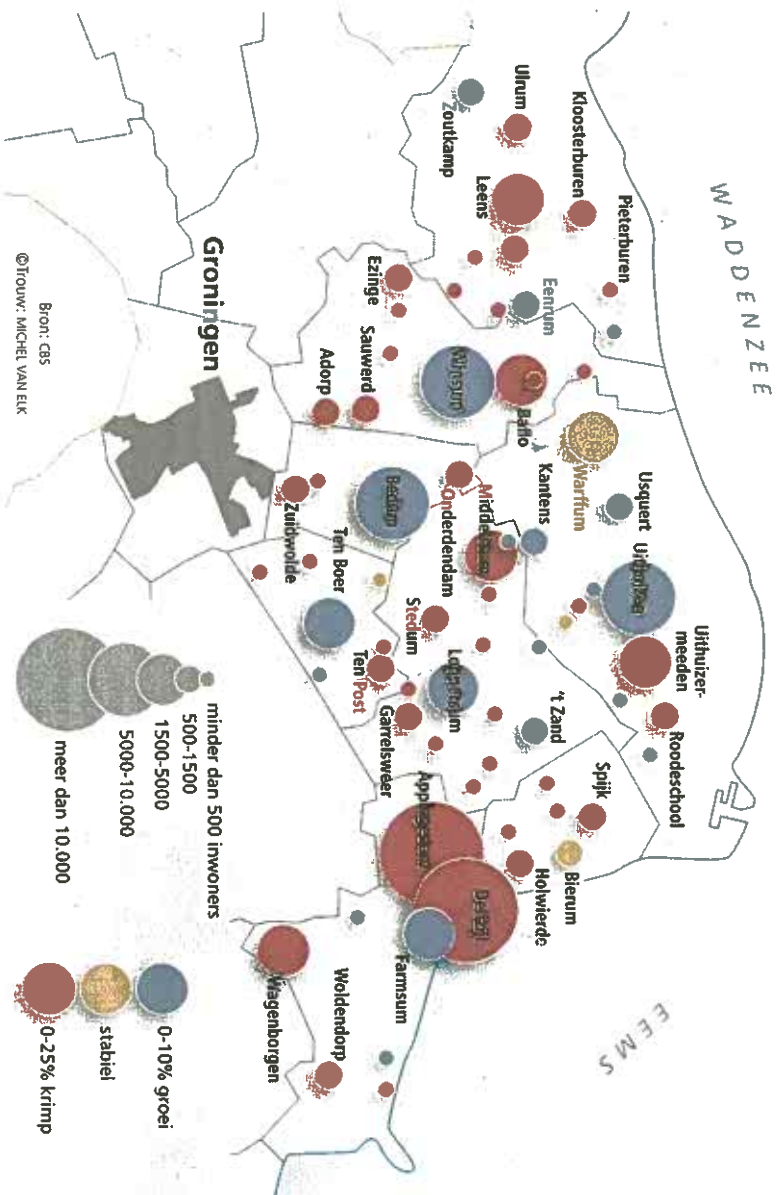 WADDENZEE
EEMS
Pieterburen
Kloosterburen
Ulrum
Zoutkamp
Leens
Eenrum
Ezinge
Sauwerd
Adorp
Groningen
Winsum
Baflo
Warffum
Usquert
Kantens
Uithuizen
Uithuizer-
meeden
Roodeschool
Middelstum
Onderdendam
Bedum
Zuidwolde
Ten Boer
Stedum
Ten Post
Loppersum
Garrelsweer
't Zand
Spijk
Bierum
Holwierde
Appingedam
Delfzijl
Farmsum
Wagenborgen
Woldendorp
minder dan 500 inwoners
500-1500
1500-5000
5000-10.000
meer dan 10.000
0-10% groei
stabiel
0-25% krimp
Bron: CBS
©TROUW: MICHEL VAN ELK